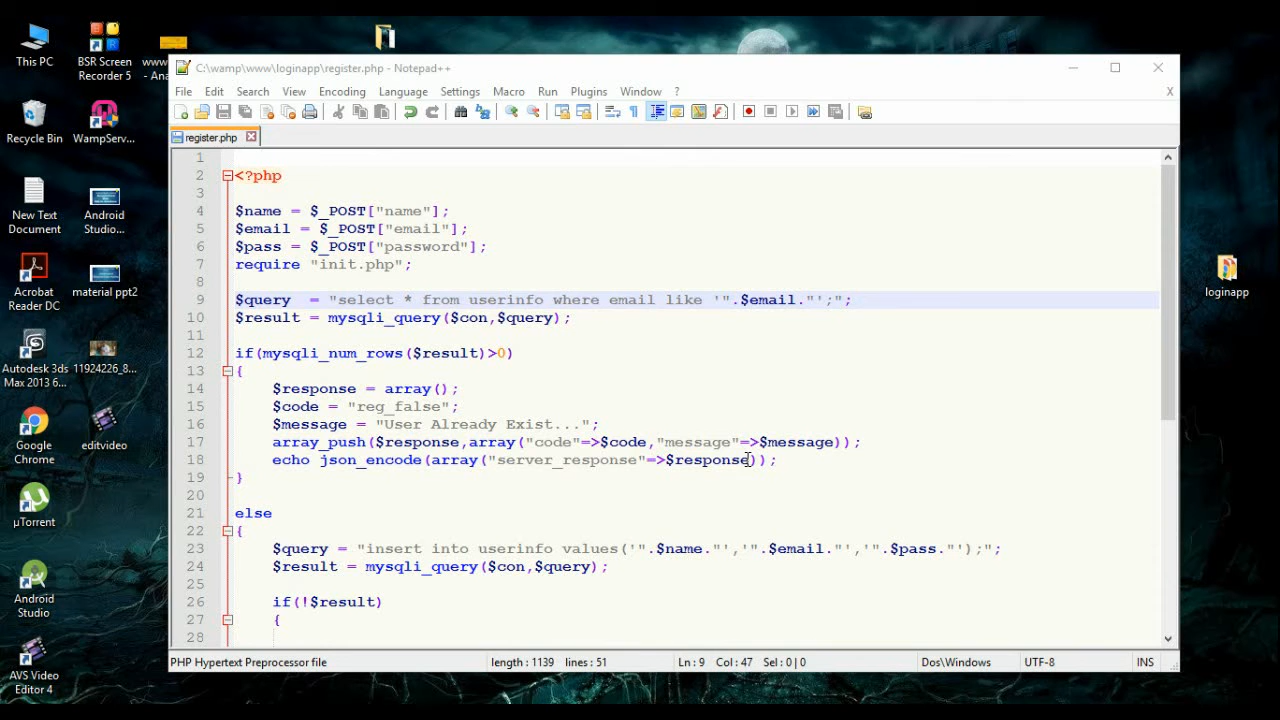 This PC
BSR Screen
Recorder 5
C:\wamp\www\loginapp\register.php - Notepad++
File Edit Search View Encoding Language Settings Macro Run Plugins Window ? X
register.php
Recycle Bin
WampServ...
New Text
Document
Android
Studio...
Acrobat
Reader DC
material ppt2
Autodesk 3ds
Max 2013 6...
11924226_8...
Google
Chrome
editvideo
µTorrent
Android
Studio
AVS Video
Editor 4
loginapp
1
2 <?php
3
4 $name = $_POST["name"];
5 $email = $_POST["email"];
6 $pass = $_POST["password"];
7 require "init.php";
8
9 $query  = "select * from userinfo where email like '".$email."';";
10 $result = mysqli_query($con,$query);
11
12 if(mysqli_num_rows($result)>0)
13 {
14 $response = array();
15 $code = "reg_false";
16 $message = "User Already Exist...";
17 array_push($response,array("code"=>$code,"message"=>$message));
18 echo json_encode(array("server_response"=>$response));
19 }
20
21 else
22 {
23 $query = "insert into userinfo values('".$name."','".$email."','".$pass."');";
24 $result = mysqli_query($con,$query);
25
26 if(!$result)
27 {
28
PHP Hypertext Preprocessor file length : 1139 lines : 51 Ln : 9 Col : 47 Sel : 0 | 0 Dos\Windows UTF-8 INS